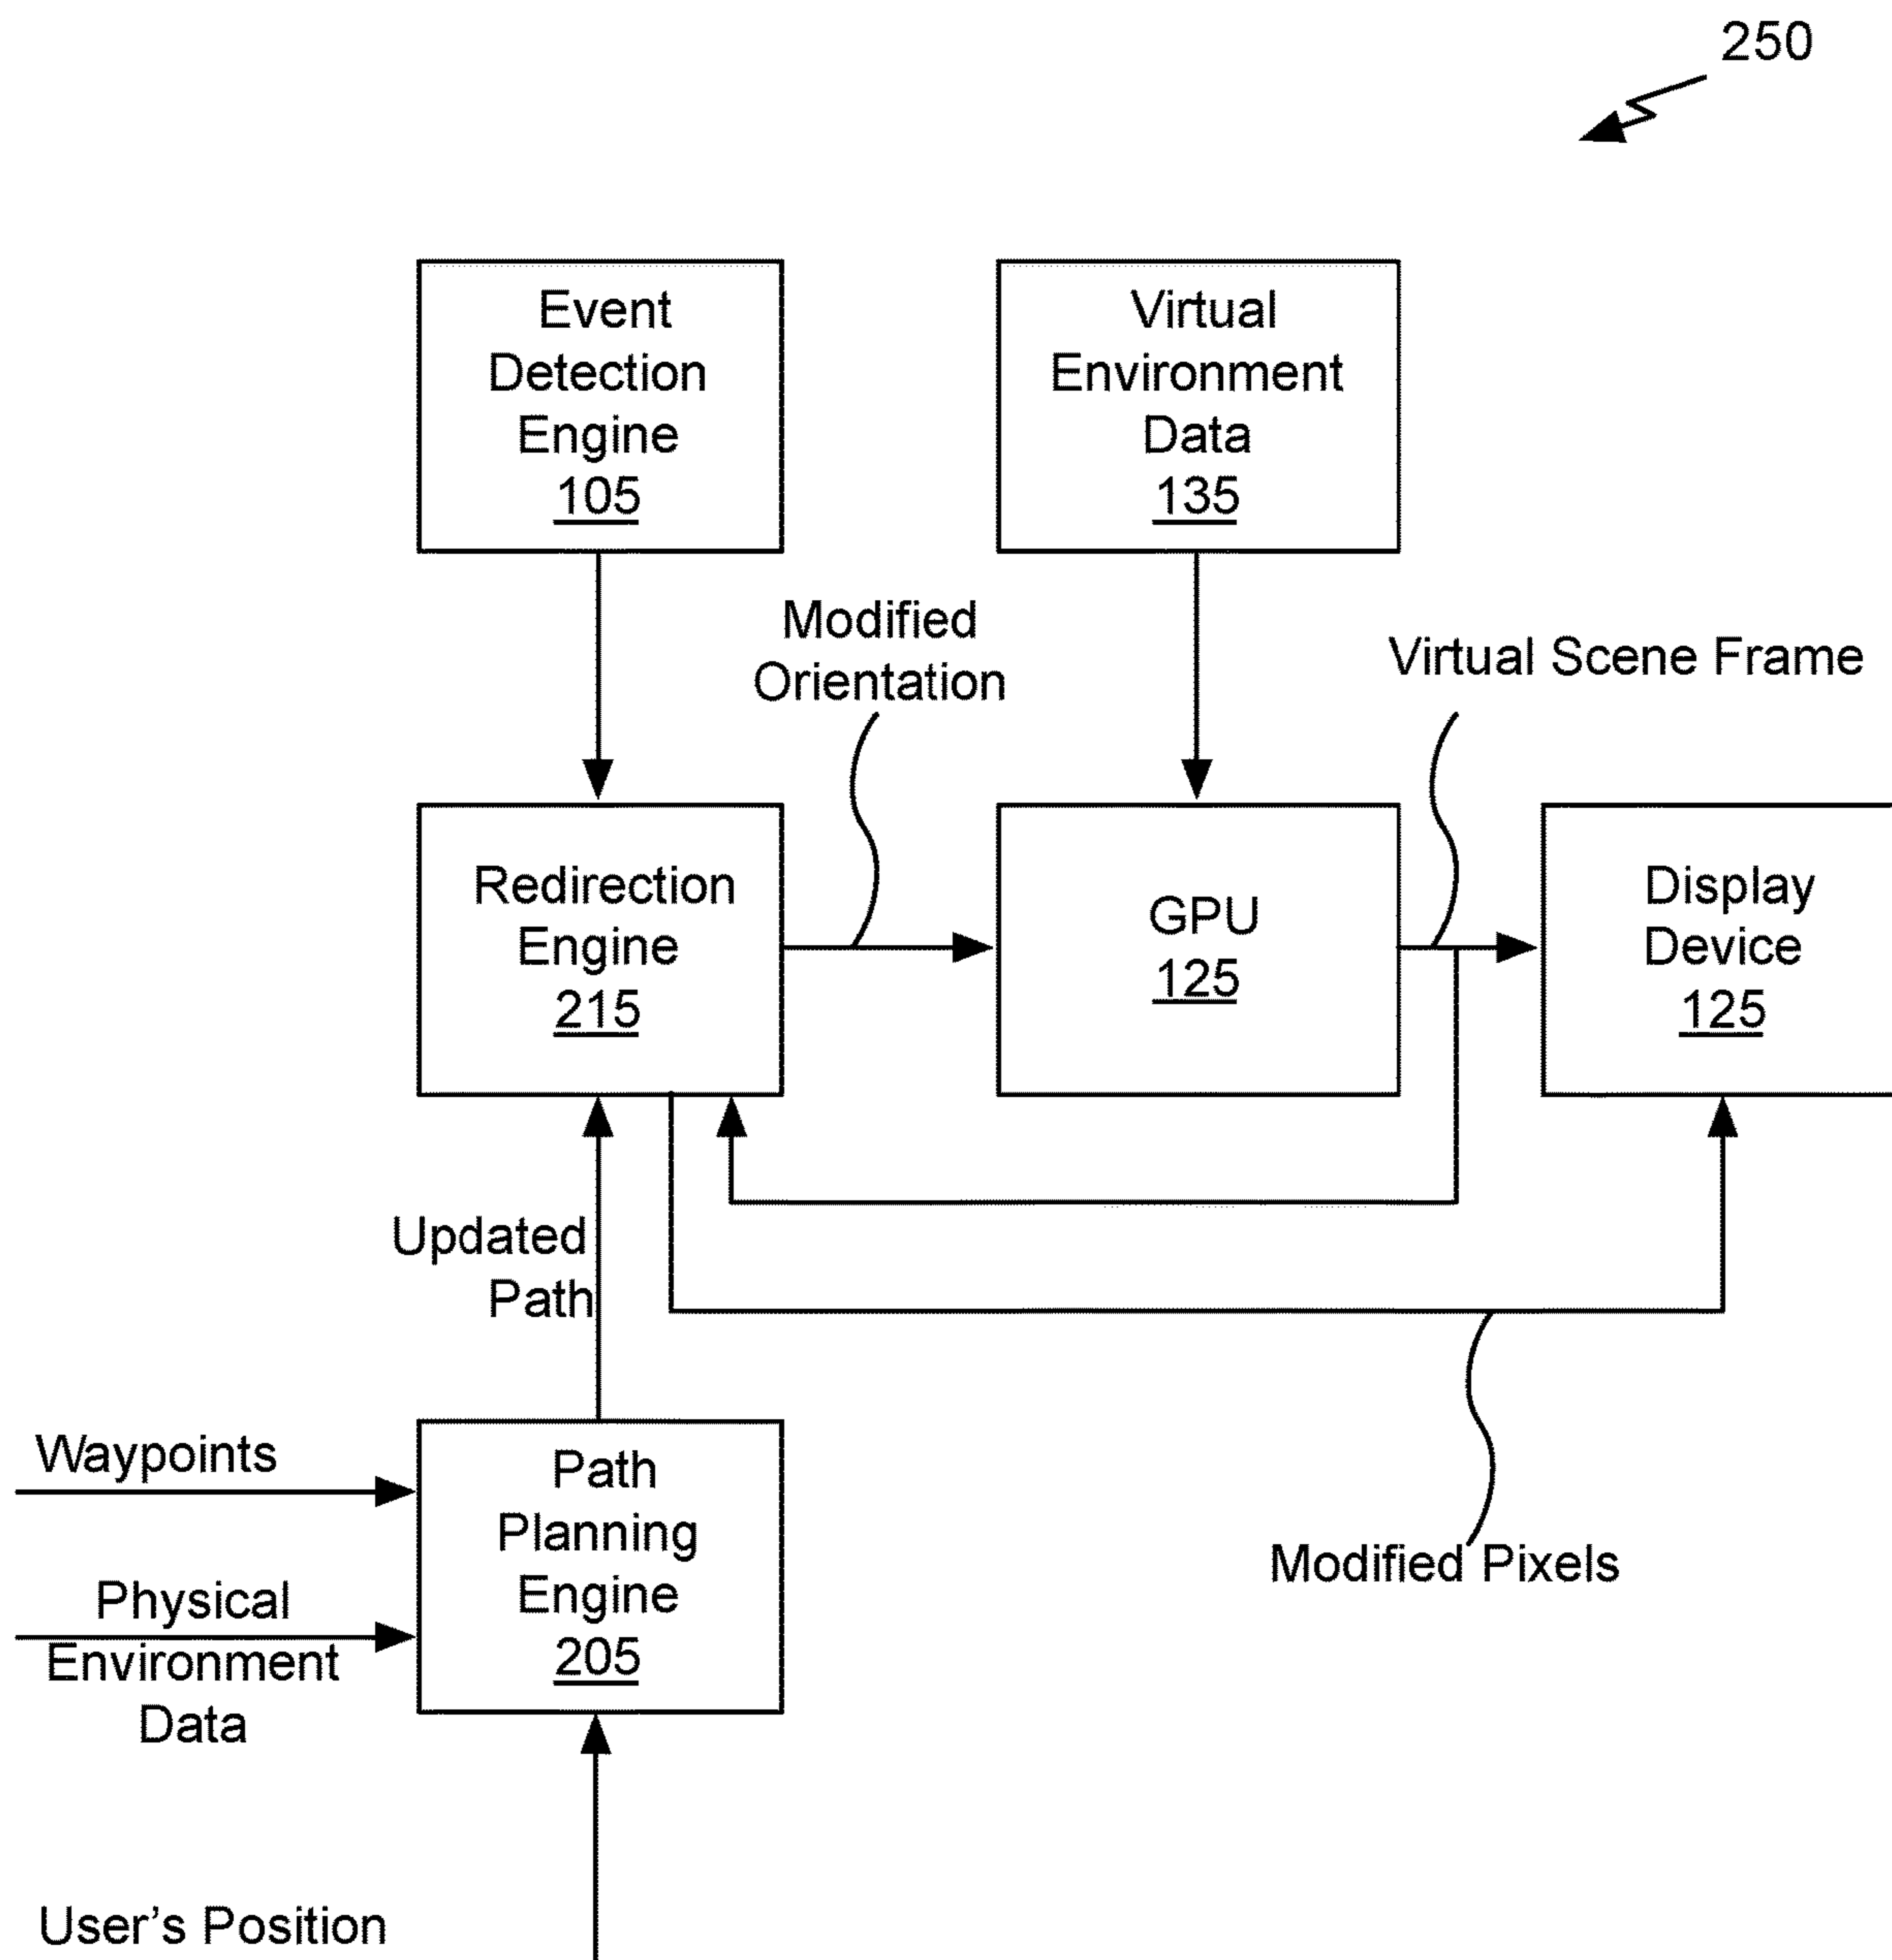 250
Event
Detection
Engine
105
Virtual
Environment
Data
135
Modified
Orientation
Virtual Scene Frame
Redirection
Engine
215
GPU
125
Display
Device
125
Updated
Path
Waypoints
Physical
Environment
Data
Path
Planning
Engine
205
Modified Pixels
User's Position